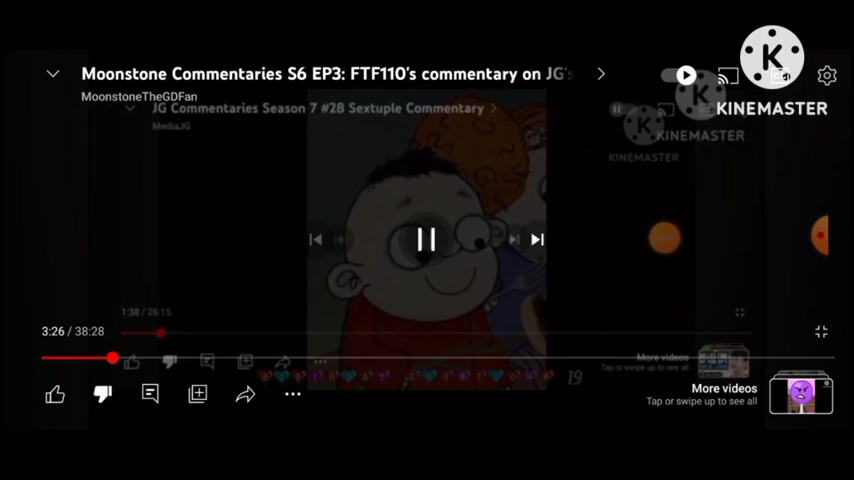 Moonstone Commentaries S6 EP3: FTF110's commentary on JG's
MoonstoneTheGDFan
KINEMASTER
JG Commentaries Season 7 #28 Sextuple Commentary
MediaJG
KINEMASTER
KINEMASTER
1:38 / 26:15
3:26 / 38:28
More videos
Tap or swipe up to see all
19
More videos
Tap or swipe up to see all